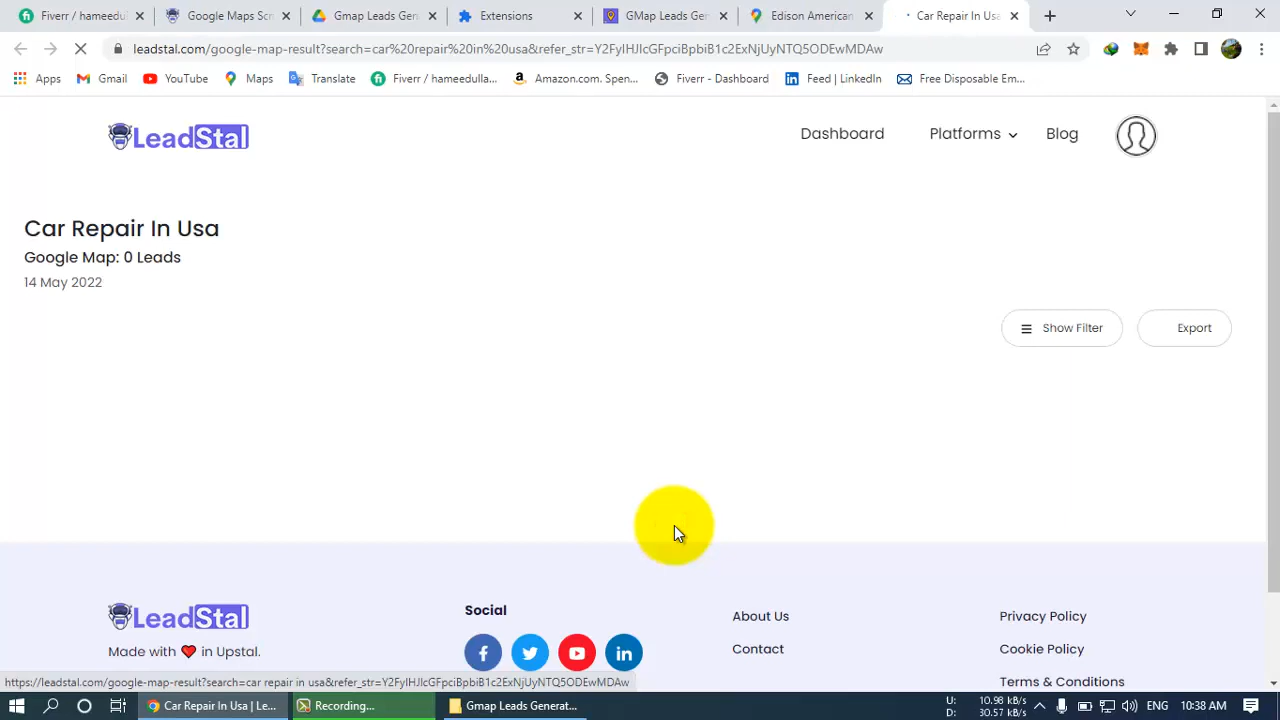 Fiverr / hameedul
Google Maps Scr
Gmap Leads Gen
Extensions
GMap Leads Gen
Edison American
Car Repair In Usa
leadstal.com/google-map-result?search=car%20repair%20in%20usa&refer_str=Y2FyIHJlcGFpciBpbiB1c2ExNjUyNTQ5ODEwMDAw
Apps
Gmail
YouTube
Maps
Translate
Fiverr / hameedulla...
Amazon.com. Spen...
Fiverr - Dashboard
Feed | LinkedIn
Free Disposable Em...
LeadStal
Dashboard
Platforms
Blog
Car Repair In Usa
Google Map: 0 Leads
14 May 2022
Show Filter
Export
LeadStal
Made with ❤ in Upstal.
Social
About Us
Contact
Privacy Policy
Cookie Policy
Terms & Conditions
https://leadstal.com/google-map-result?search=car repair in usa&refer_str=Y2FyIHJlcGFpciBpbiB1c2ExNjUyNTQ5ODEwMDAw
Car Repair In Usa | Le...
Recording...
Gmap Leads Generat...
U: 10.98 kB/s
D: 30.57 kB/s
ENG
10:38 AM